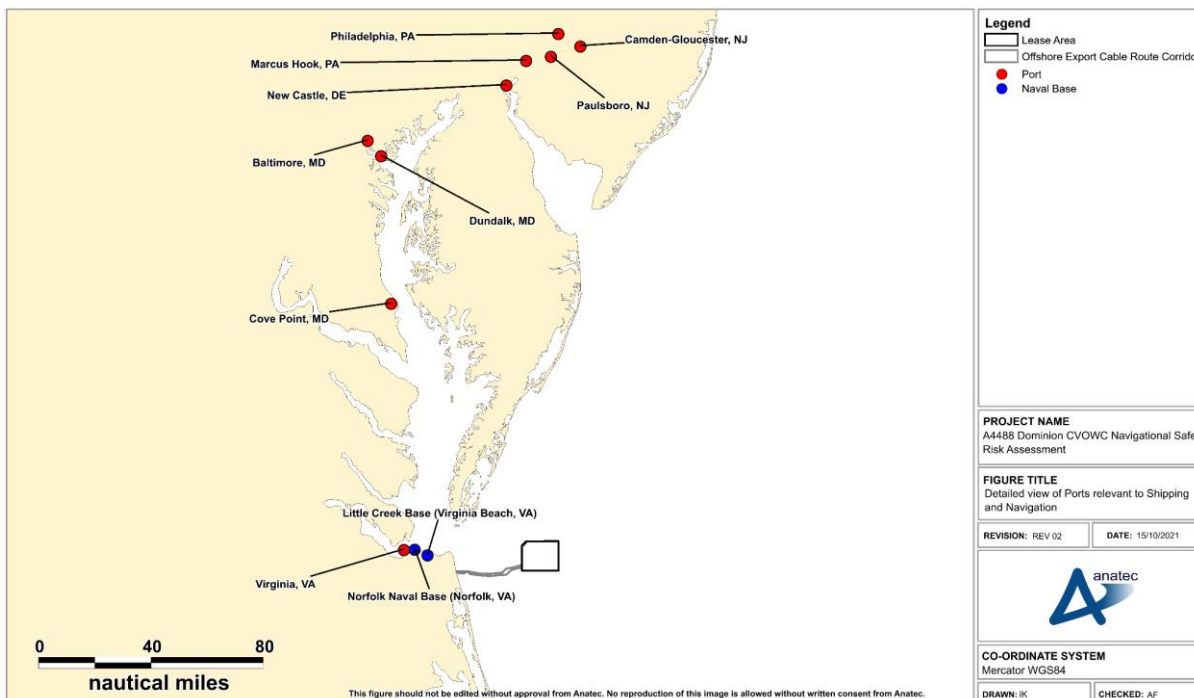 Philadelphia, PA
Camden-Gloucester, NJ
Marcus Hook, PA
New Castle, DE
Paulsboro, NJ
Baltimore, MD
Dundalk, MD
Cove Point, MD
Little Creek Base (Virginia Beach, VA)
Virginia, VA
Norfolk Naval Base (Norfolk, VA)
0 40 80
nautical miles
This figure should not be edited without approval from Anatec. No reproduction of this image is allowed without written consent from Anatec.
Legend
Lease Area
Offshore Export Cable Route Corrido
Port
Naval Base
PROJECT NAME
A4488 Dominion CVOWC Navigational Safe
Risk Assessment
FIGURE TITLE
Detailed view of Ports relevant to Shipping
and Navigation
REVISION: REV 02
DATE: 15/10/2021
anatec
CO-ORDINATE SYSTEM
Mercator WGS84
DRAWN: IK
CHECKED: AF